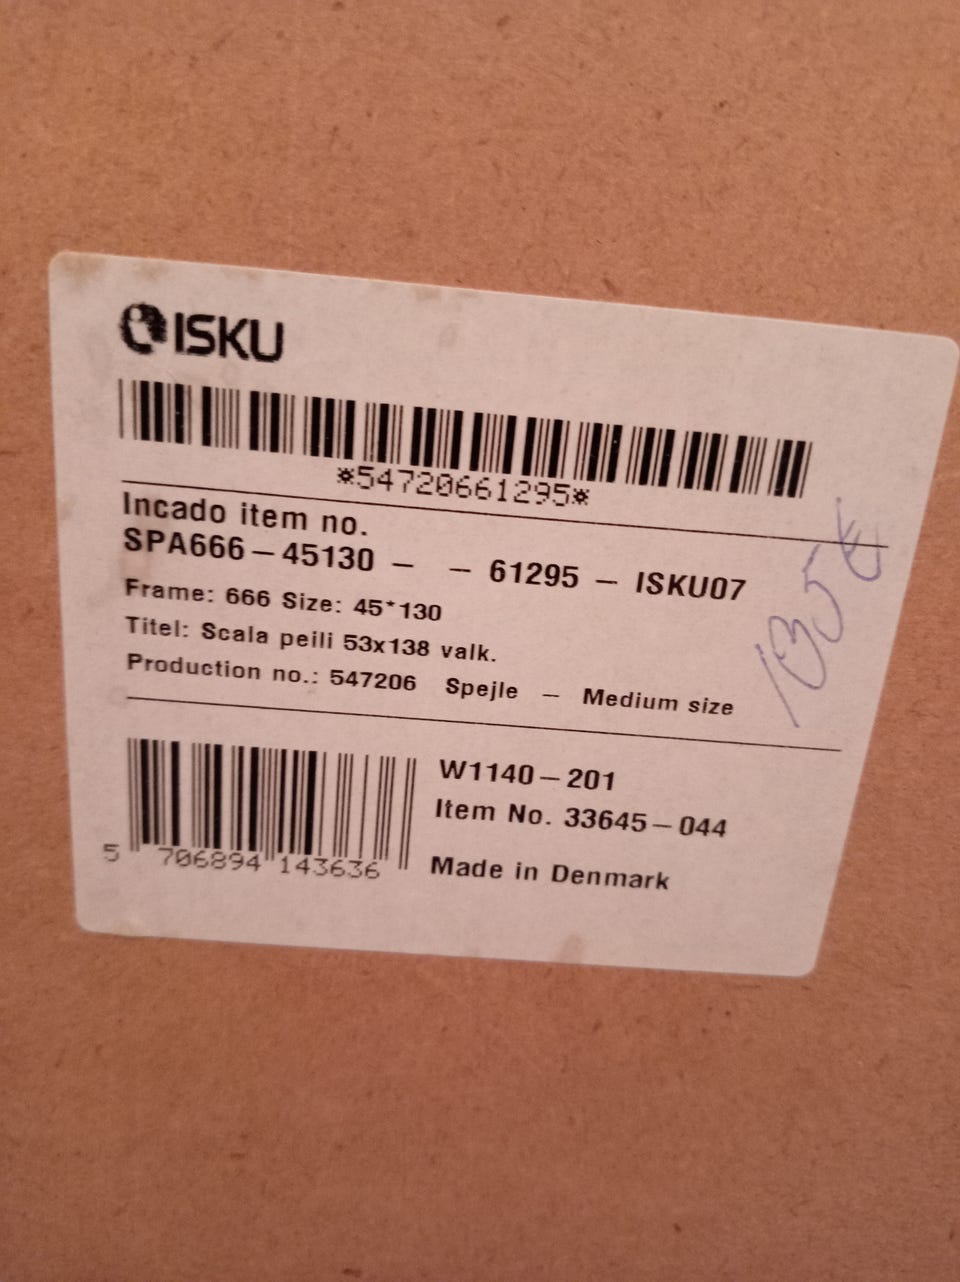 ISKU
*54720661295*
Incado item no.
SPA666-45130 - - 61295 - ISKU07
Frame: 666 Size: 45*130
Titel: Scala peili 53x138 valk.
Production no.: 547206 Spejle - Medium size
135 €
W1140-201
Item No. 33645-044
Made in Denmark
5 706894 143636